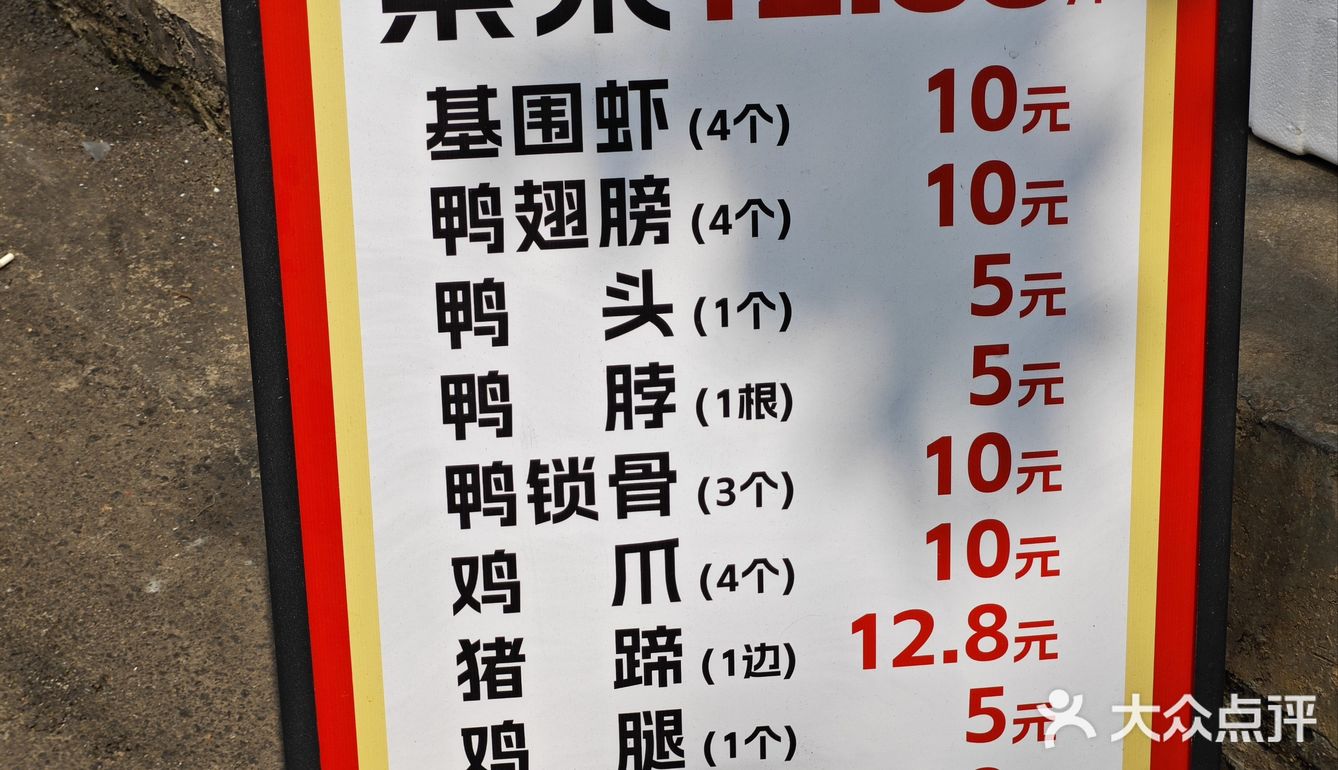 基围虾(4个) 10元
鸭翅膀(4个) 10元
鸭头(1个) 5元
鸭脖(1根) 5元
鸭锁骨(3个) 10元
鸡爪(4个) 10元
猪蹄(1边) 12.8元
鸡腿(1个) 5元
大众点评